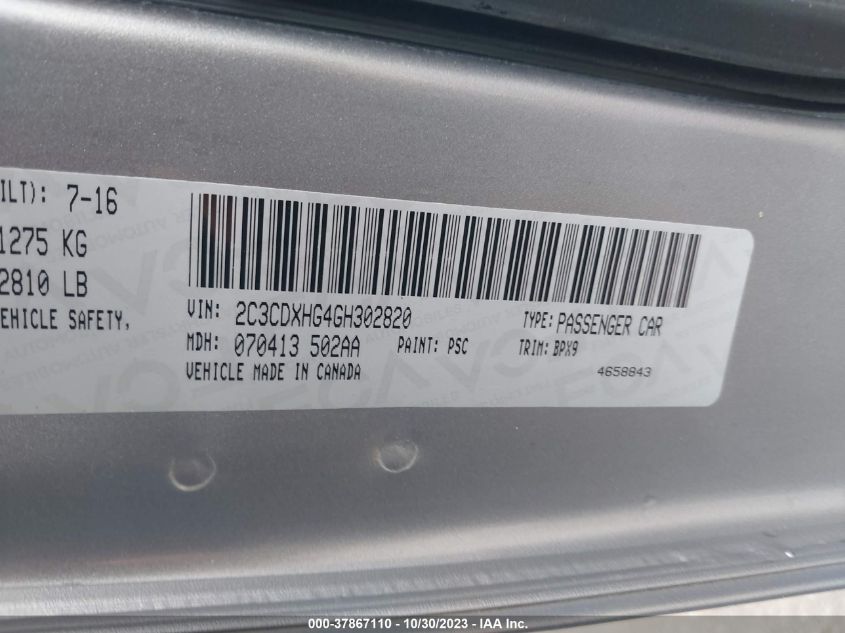 ILT): 7-16
1275 KG
2810 LB
EHICLE SAFETY,
VIN: 2C3CDXHG4GH302820
TYPE: PASSENGER CAR
MDH: 070413 502AA PAINT: PSC TRIM: BPX9
VEHICLE MADE IN CANADA
4658843
000-37867110 - 10/30/2023 - IAA Inc.